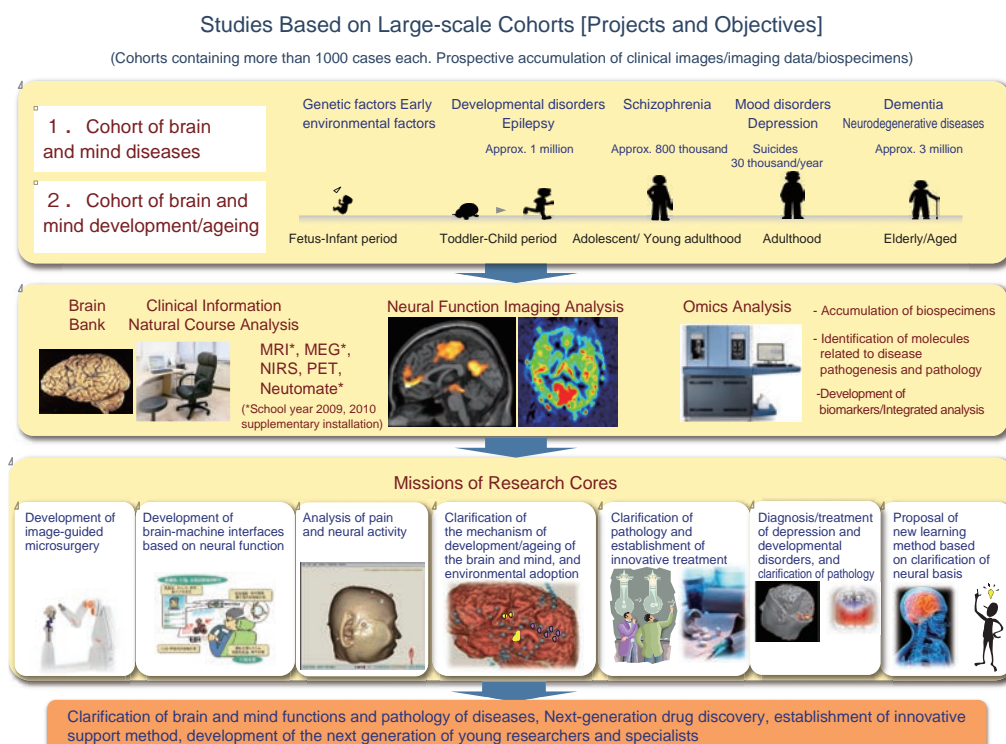 Studies Based on Large-scale Cohorts [Projects and Objectives]
(Cohorts containing more than 1000 cases each. Prospective accumulation of clinical images/imaging data/biospecimens)
1． Cohort of brain
and mind diseases
2． Cohort of brain and
mind development/ageing
Genetic factors Early
environmental factors
Developmental disorders
Epilepsy
Approx. 1 million
Schizophrenia
Approx. 800 thousand
Mood disorders
Depression
Suicides
30 thousand/year
Dementia
Neurodegenerative diseases
Approx. 3 million
Fetus-Infant period
Toddler-Child period
Adolescent/ Young adulthood
Adulthood
Elderly/Aged
Brain
Bank
Clinical Information
Natural Course Analysis
MRI*, MEG*,
NIRS, PET,
Neutomate*
(*School year 2009, 2010
supplementary installation)
Neural Function Imaging Analysis
Omics Analysis
- Accumulation of biospecimens
- Identification of molecules
related to disease
pathogenesis and pathology
-Development of
biomarkers/Integrated analysis
Missions of Research Cores
Development of
image-guided
microsurgery
Development of
brain-machine interfaces
based on neural function
Analysis of pain
and neural activity
Clarification of
the mechanism of
development/ageing of
the brain and mind, and
environmental adoption
Clarification of
pathology and
establishment of
innovative treatment
Diagnosis/treatment
of depression and
developmental
disorders, and
clarification of pathology
Proposal of
new learning
method based
on clarification of
neural basis
Clarification of brain and mind functions and pathology of diseases, Next-generation drug discovery, establishment of innovative
support method, development of the next generation of young researchers and specialists